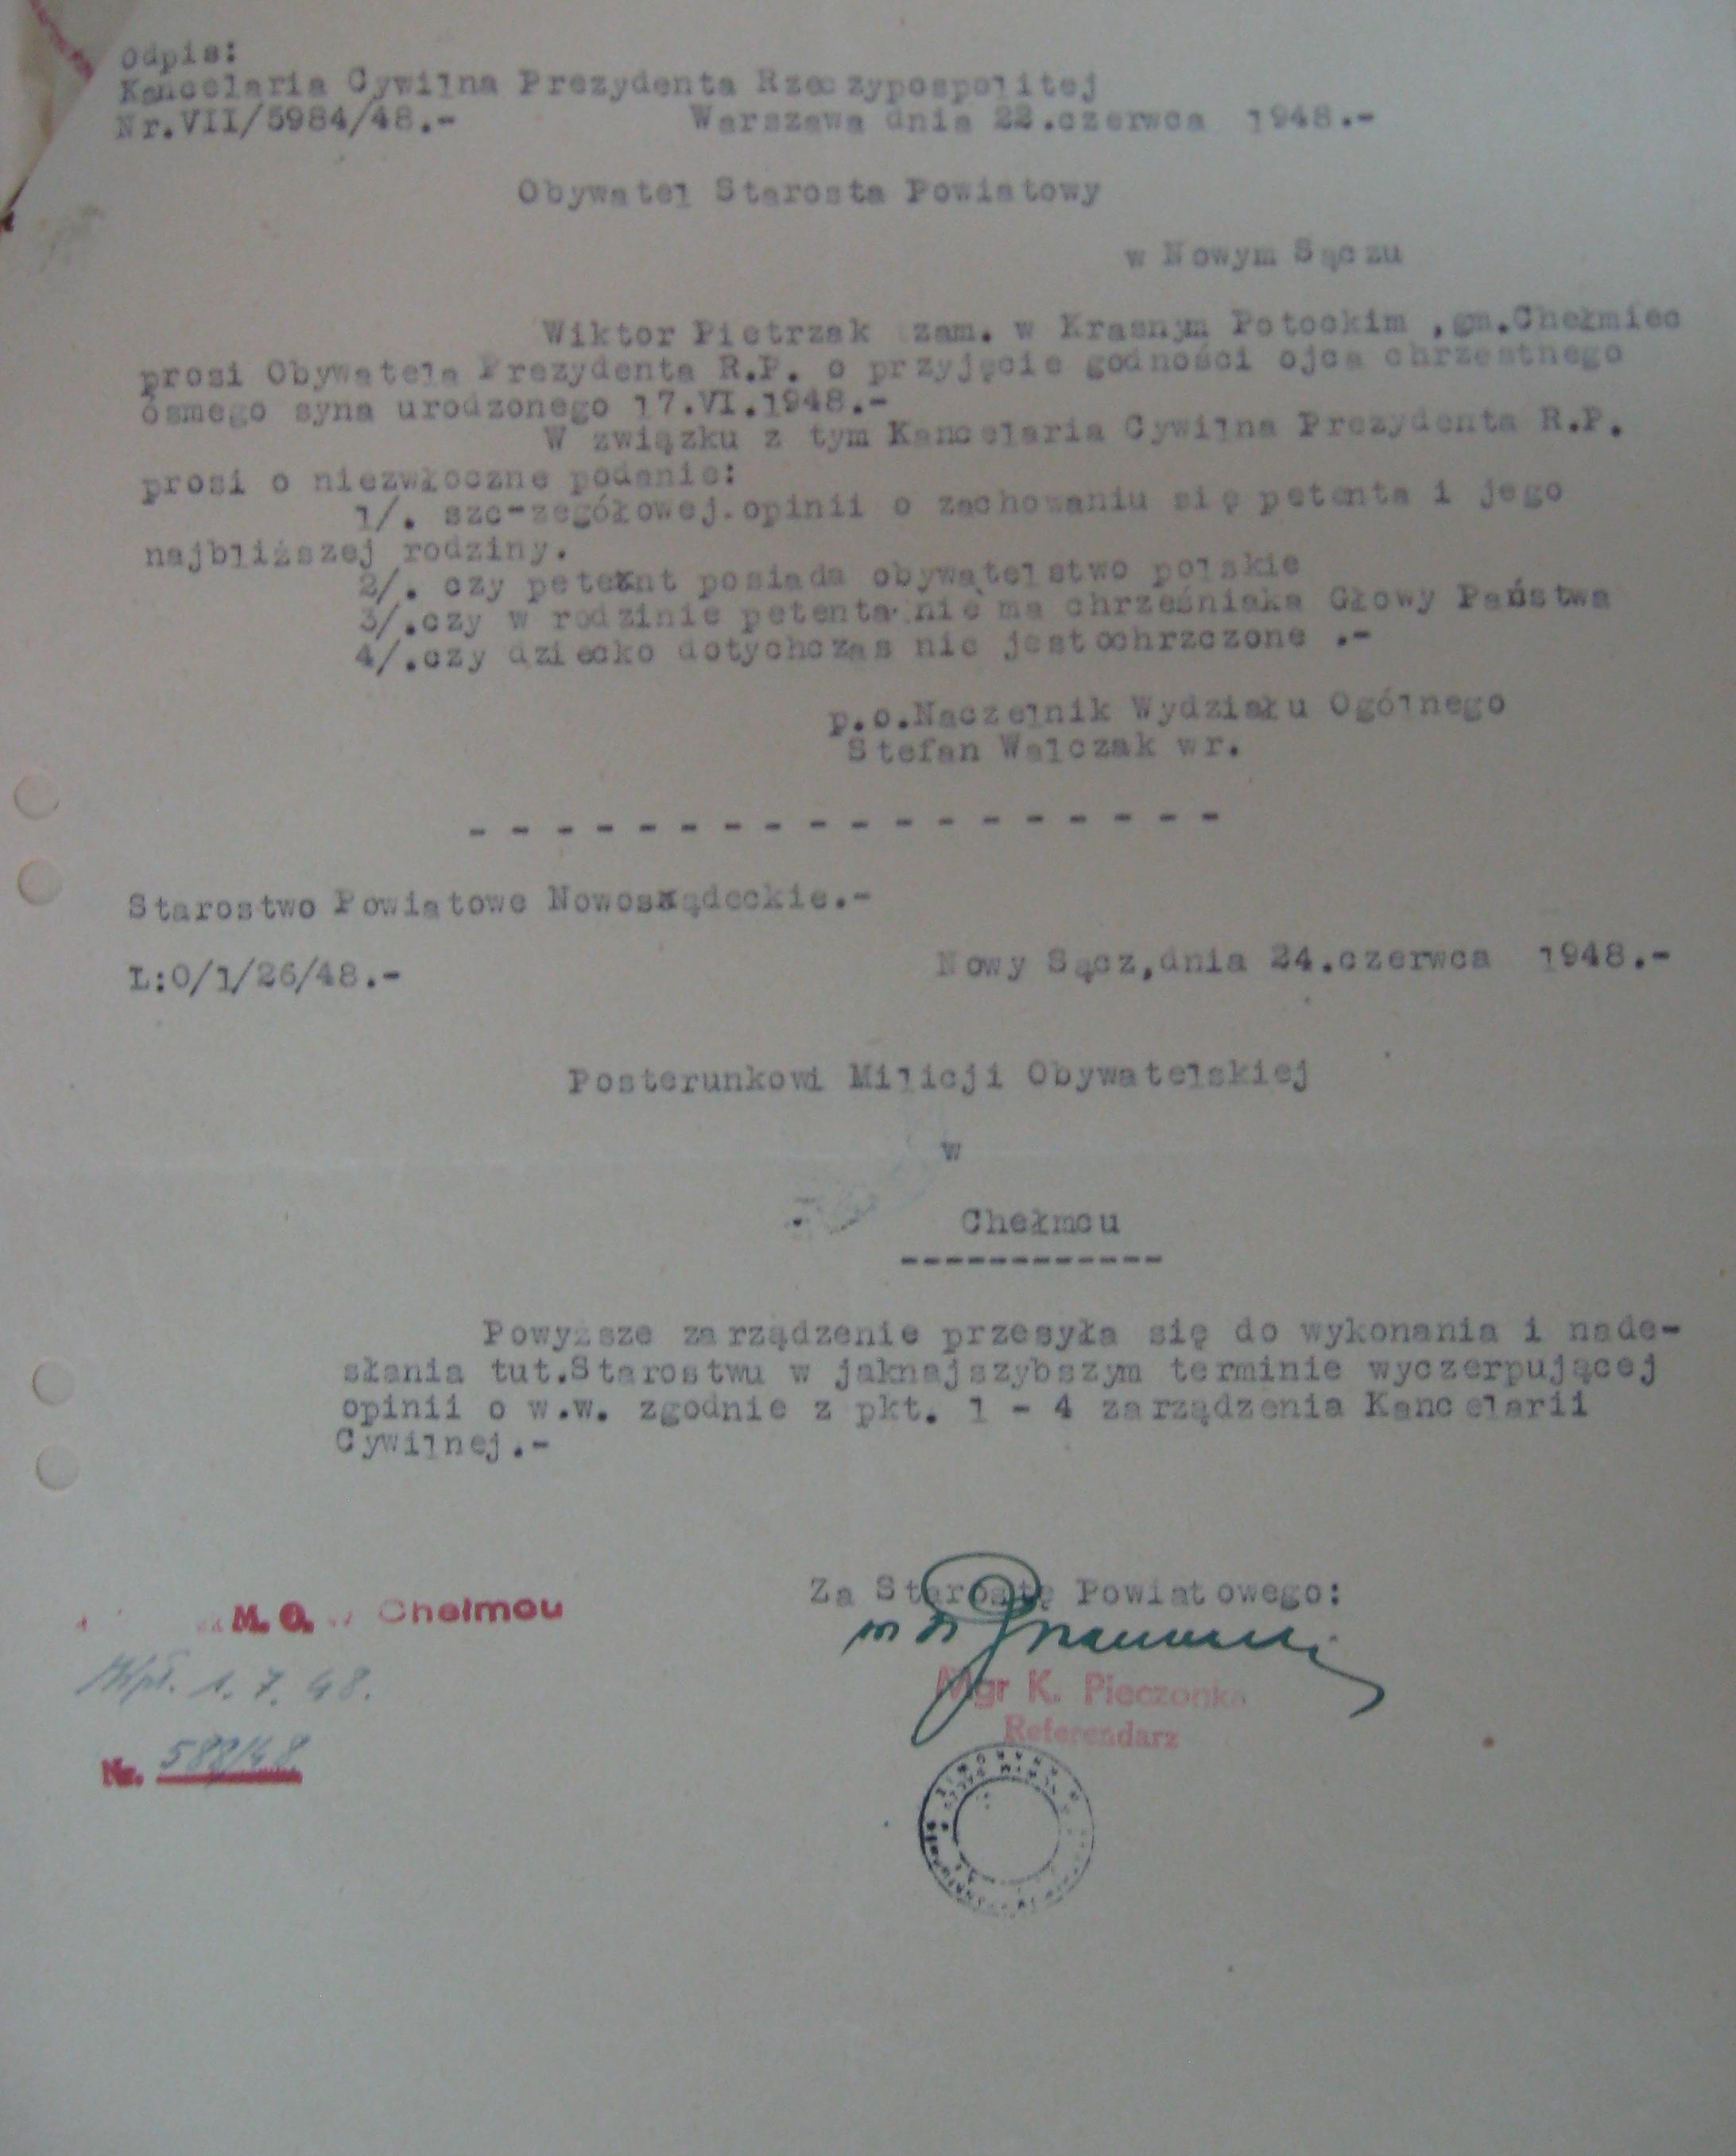 Odpis:
Kancelaria Cywilna Prezydenta Rzeczypospolitej
Nr.VII/5984/48.- Warszawa dnia 22.czerwca 1948.-
Obywatel Starosta Powiatowy
w Nowym Sączu
Wiktor Pietrzak zam. w Krasnym Potockim ,gm.Chełmiec
prosi Obywatela Prezydenta R.P. o przyjęcie godności ojca chrzestnego
ósmego syna urodzonego 17.VI.1948.-
W związku z tym Kancelaria Cywilna Prezydenta R.P.
prosi o niezwłoczne podanie:
1/. szc-zegółowej.opinii o zachowaniu się petenta i jego
najbliższej rodziny.
2/. czy petexnt posiada obywatelstwo polskie
3/.czy w rodzinie petenta nie ma chrześniaka Głowy Państwa
4/.czy dziecko dotychczas nie jest ochrzczone .-
p.o.Naczelnik Wydziału Ogólnego
Stefan Walczak wr.
- - - - - - - - - - - - - - - - - -
Starostwo Powiatowe Nowosxądeckie.-
L:0/1/26/48.- Nowy Sącz,dnia 24.czerwca 1948.-
Posterunkowi Milicji Obywatelskiej
w
Chełmcu
------------
Powyższe zarządzenie przesyła się do wykonania i nade-
słania tut.Starostwu w jaknajszybszym terminie wyczerpującej
opinii o w.w. zgodnie z pkt. 1 - 4 zarządzenia Kancelarii
Cywilnej.-
Za Starostę Powiatowego:
M. O. w Chełmcu
Wpł. 1. 7. 48.
Mgr K. Pieczonka
Referendarz
Nr. 588/48.